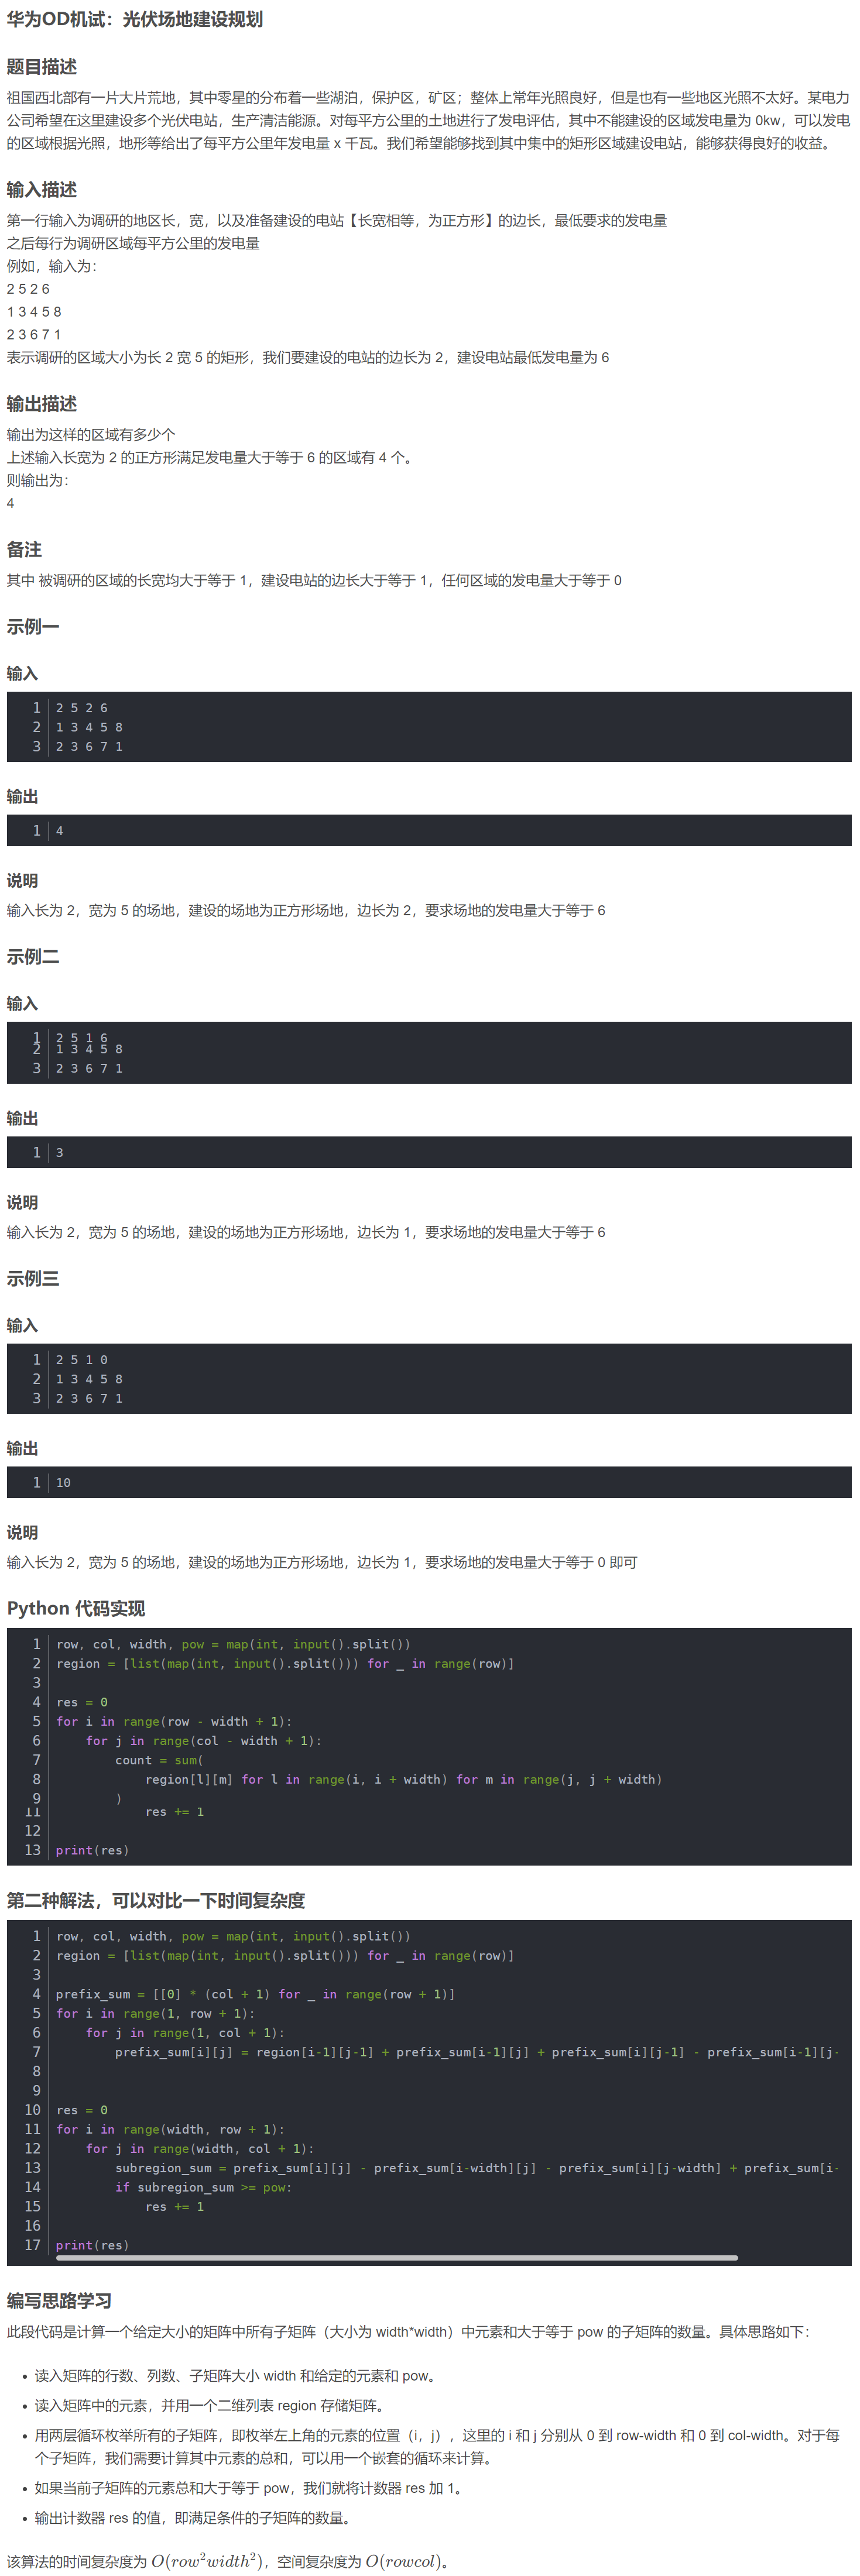 华为OD机试：光伏场地建设规划
题目描述
祖国西北部有一片大片荒地，其中零星的分布着一些湖泊，保护区，矿区；整体上常年光照良好，但是也有一些地区光照不太好。某电力
公司希望在这里建设多个光伏电站，生产清洁能源。对每平方公里的土地进行了发电评估，其中不能建设的区域发电量为 0kw，可以发电
的区域根据光照，地形等给出了每平方公里年发电量 x 千瓦。我们希望能够找到其中集中的矩形区域建设电站，能够获得良好的收益。
输入描述
第一行输入为调研的地区长，宽，以及准备建设的电站【长宽相等，为正方形】的边长，最低要求的发电量
之后每行为调研区域每平方公里的发电量
例如，输入为：
2 5 2 6
1 3 4 5 8
2 3 6 7 1
表示调研的区域大小为长 2 宽 5 的矩形，我们要建设的电站的边长为 2，建设电站最低发电量为 6
输出描述
输出为这样的区域有多少个
上述输入长宽为 2 的正方形满足发电量大于等于 6 的区域有 4 个。
则输出为：
4
备注
其中 被调研的区域的长宽均大于等于 1，建设电站的边长大于等于 1，任何区域的发电量大于等于 0
示例一
输入
1 2 5 2 6
2 1 3 4 5 8
3 2 3 6 7 1
输出
1 4
说明
输入长为 2，宽为 5 的场地，建设的场地为正方形场地，边长为 2，要求场地的发电量大于等于 6
示例二
输入
1 2 5 1 6
2 1 3 4 5 8
3 2 3 6 7 1
输出
1 3
说明
输入长为 2，宽为 5 的场地，建设的场地为正方形场地，边长为 1，要求场地的发电量大于等于 6
示例三
输入
1 2 5 1 0
2 1 3 4 5 8
3 2 3 6 7 1
输出
1 10
说明
输入长为 2，宽为 5 的场地，建设的场地为正方形场地，边长为 1，要求场地的发电量大于等于 0 即可
Python 代码实现
1 row, col, width, pow = map(int, input().split())
2 region = [list(map(int, input().split())) for _ in range(row)]
3
4 res = 0
5 for i in range(row - width + 1):
6     for j in range(col - width + 1):
7         count = sum(
8             region[l][m] for l in range(i, i + width) for m in range(j, j + width)
9         )
11             res += 1
12
13 print(res)
第二种解法，可以对比一下时间复杂度
1 row, col, width, pow = map(int, input().split())
2 region = [list(map(int, input().split())) for _ in range(row)]
3
4 prefix_sum = [[0] * (col + 1) for _ in range(row + 1)]
5 for i in range(1, row + 1):
6     for j in range(1, col + 1):
7         prefix_sum[i][j] = region[i-1][j-1] + prefix_sum[i-1][j] + prefix_sum[i][j-1] - prefix_sum[i-1][j-
8
9
10 res = 0
11 for i in range(width, row + 1):
12     for j in range(width, col + 1):
13         subregion_sum = prefix_sum[i][j] - prefix_sum[i-width][j] - prefix_sum[i][j-width] + prefix_sum[i-
14         if subregion_sum >= pow:
15             res += 1
16
17 print(res)
编写思路学习
此段代码是计算一个给定大小的矩阵中所有子矩阵（大小为 width*width）中元素和大于等于 pow 的子矩阵的数量。具体思路如下：
• 读入矩阵的行数、列数、子矩阵大小 width 和给定的元素和 pow。
• 读入矩阵中的元素，并用一个二维列表 region 存储矩阵。
• 用两层循环枚举所有的子矩阵，即枚举左上角的元素的位置（i，j），这里的 i 和 j 分别从 0 到 row-width 和 0 到 col-width。对于每
个子矩阵，我们需要计算其中元素的总和，可以用一个嵌套的循环来计算。
• 如果当前子矩阵的元素总和大于等于 pow，我们就将计数器 res 加 1。
• 输出计数器 res 的值，即满足条件的子矩阵的数量。
该算法的时间复杂度为 O(row²width²)，空间复杂度为 O(rowcol)。